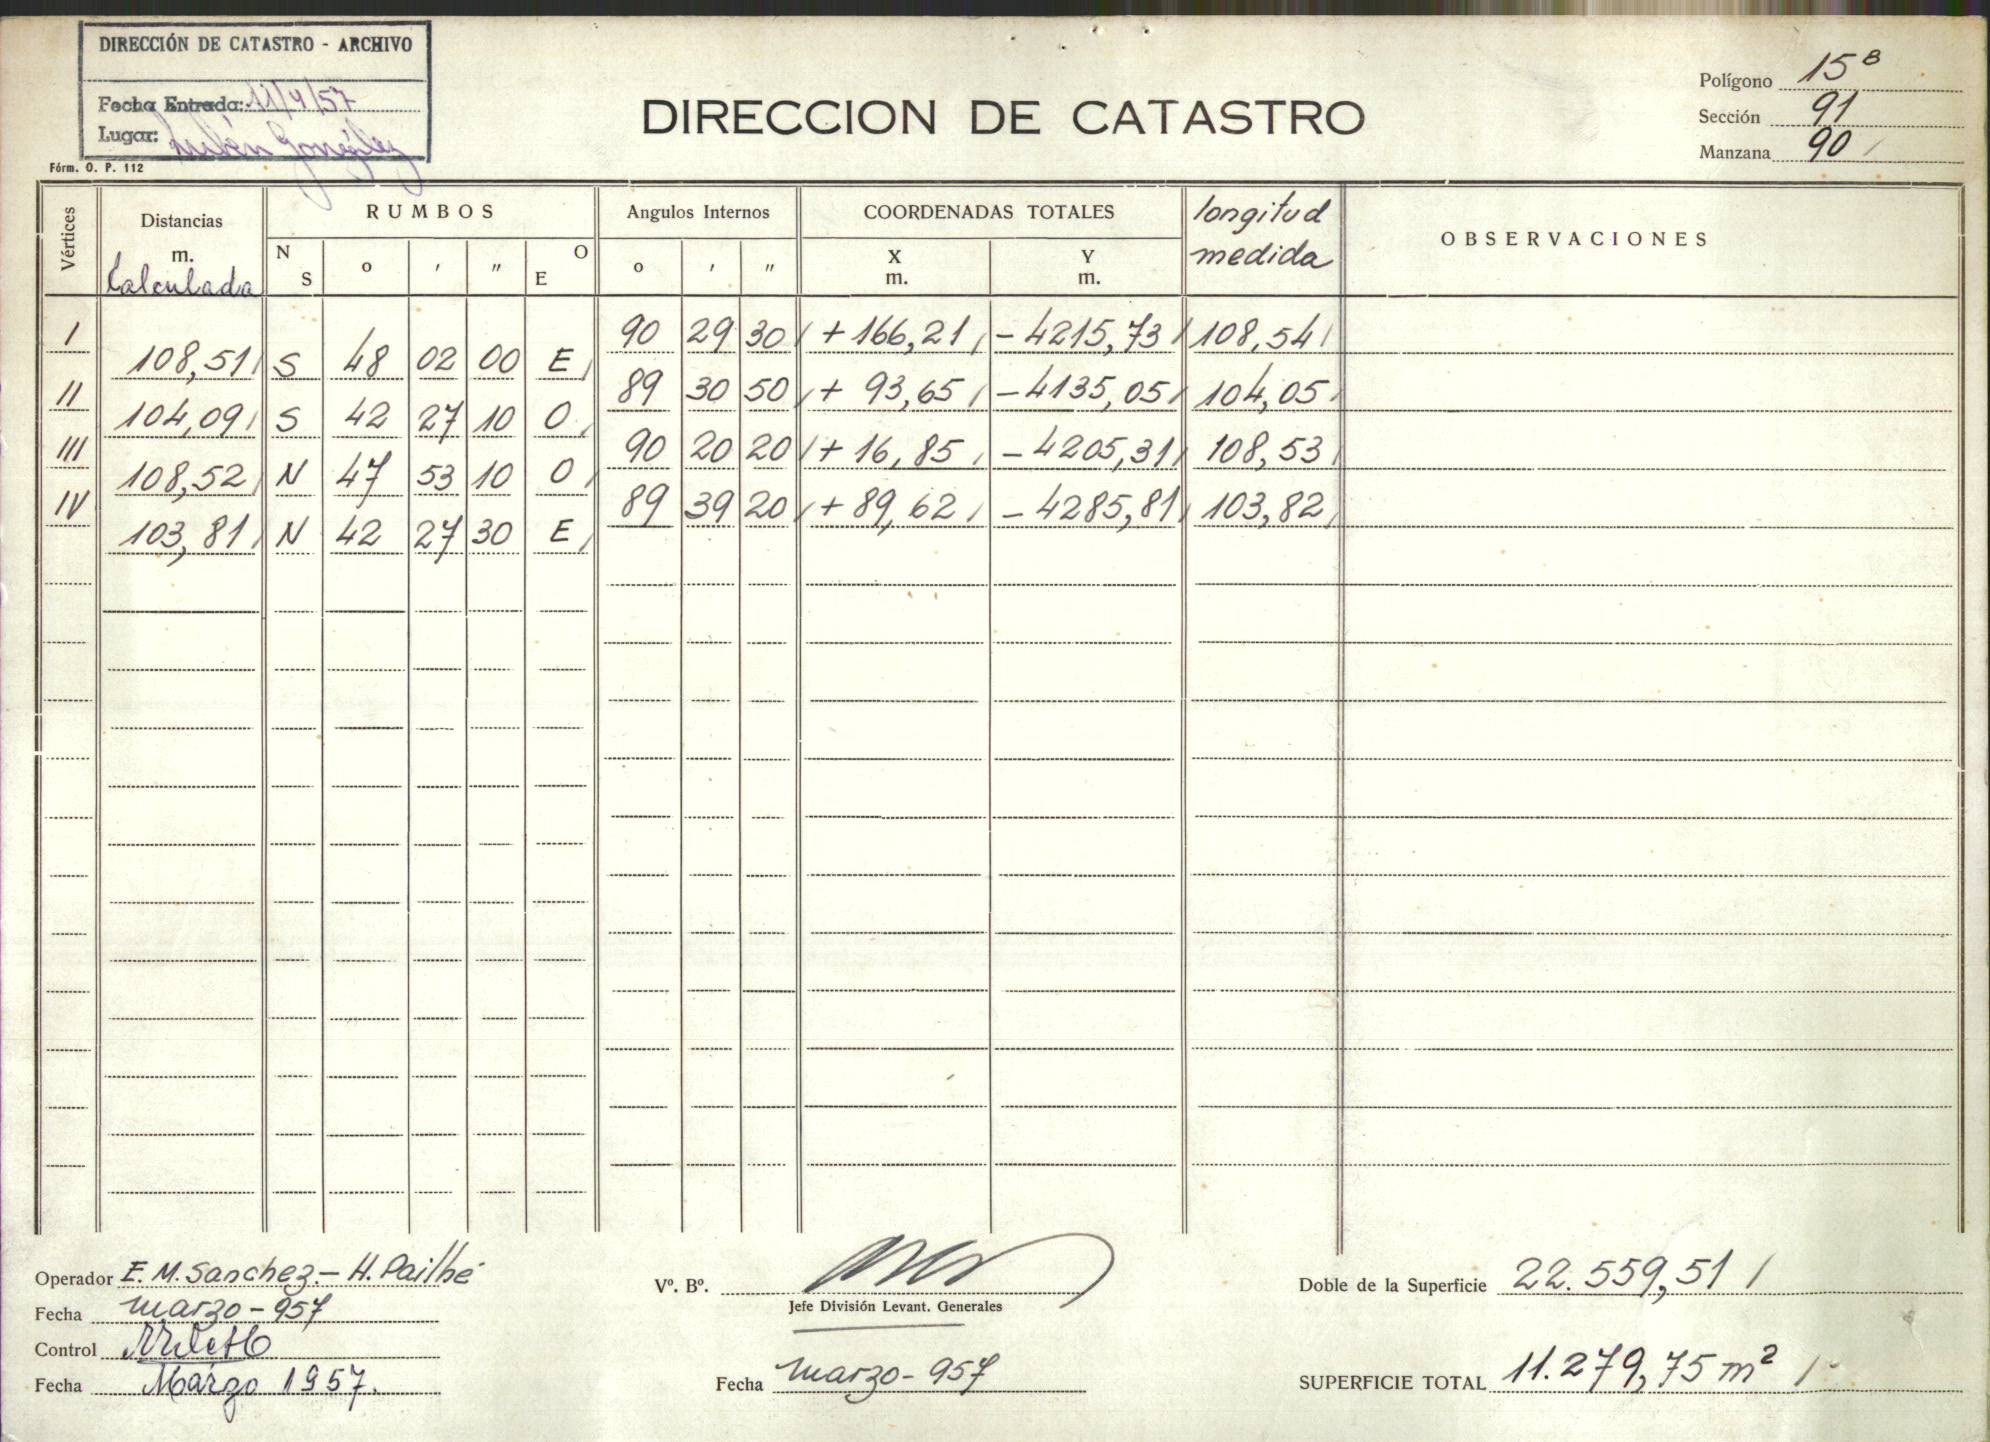 DIRECCIÓN DE CATASTRO - ARCHIVO
Fecha Entrada: 11/4/57
Lugar: Rubén González
Fórm. O. P. 112
DIRECCION DE CATASTRO
Polígono 15 B
Sección 91
Manzana 90
Vértices Distancias m. Calculada RUMBOS Angulos Internos COORDENADAS TOTALES longitud medida OBSERVACIONES
N S o ′ ″ O E o ′ ″ X m. Y m.
I 90 29 30 + 166,21 - 4215,73 108,54
108,51 S 48 02 00 E
II 89 30 50 + 93,65 - 4135,05 104,05
104,09 S 42 27 10 O
III 90 20 20 + 16,85 - 4205,31 108,53
108,52 N 47 53 10 O
IV 89 39 20 + 89,62 - 4285,81 103,82
103,81 N 42 27 30 E
Operador E. M. Sanchez. - H. Pailhé
Fecha marzo - 957
Control
Fecha Marzo 1957.
Vº. Bº.
Jefe División Levant. Generales
Fecha marzo - 957
Doble de la Superficie 22.559,51
SUPERFICIE TOTAL 11.279,75 m²